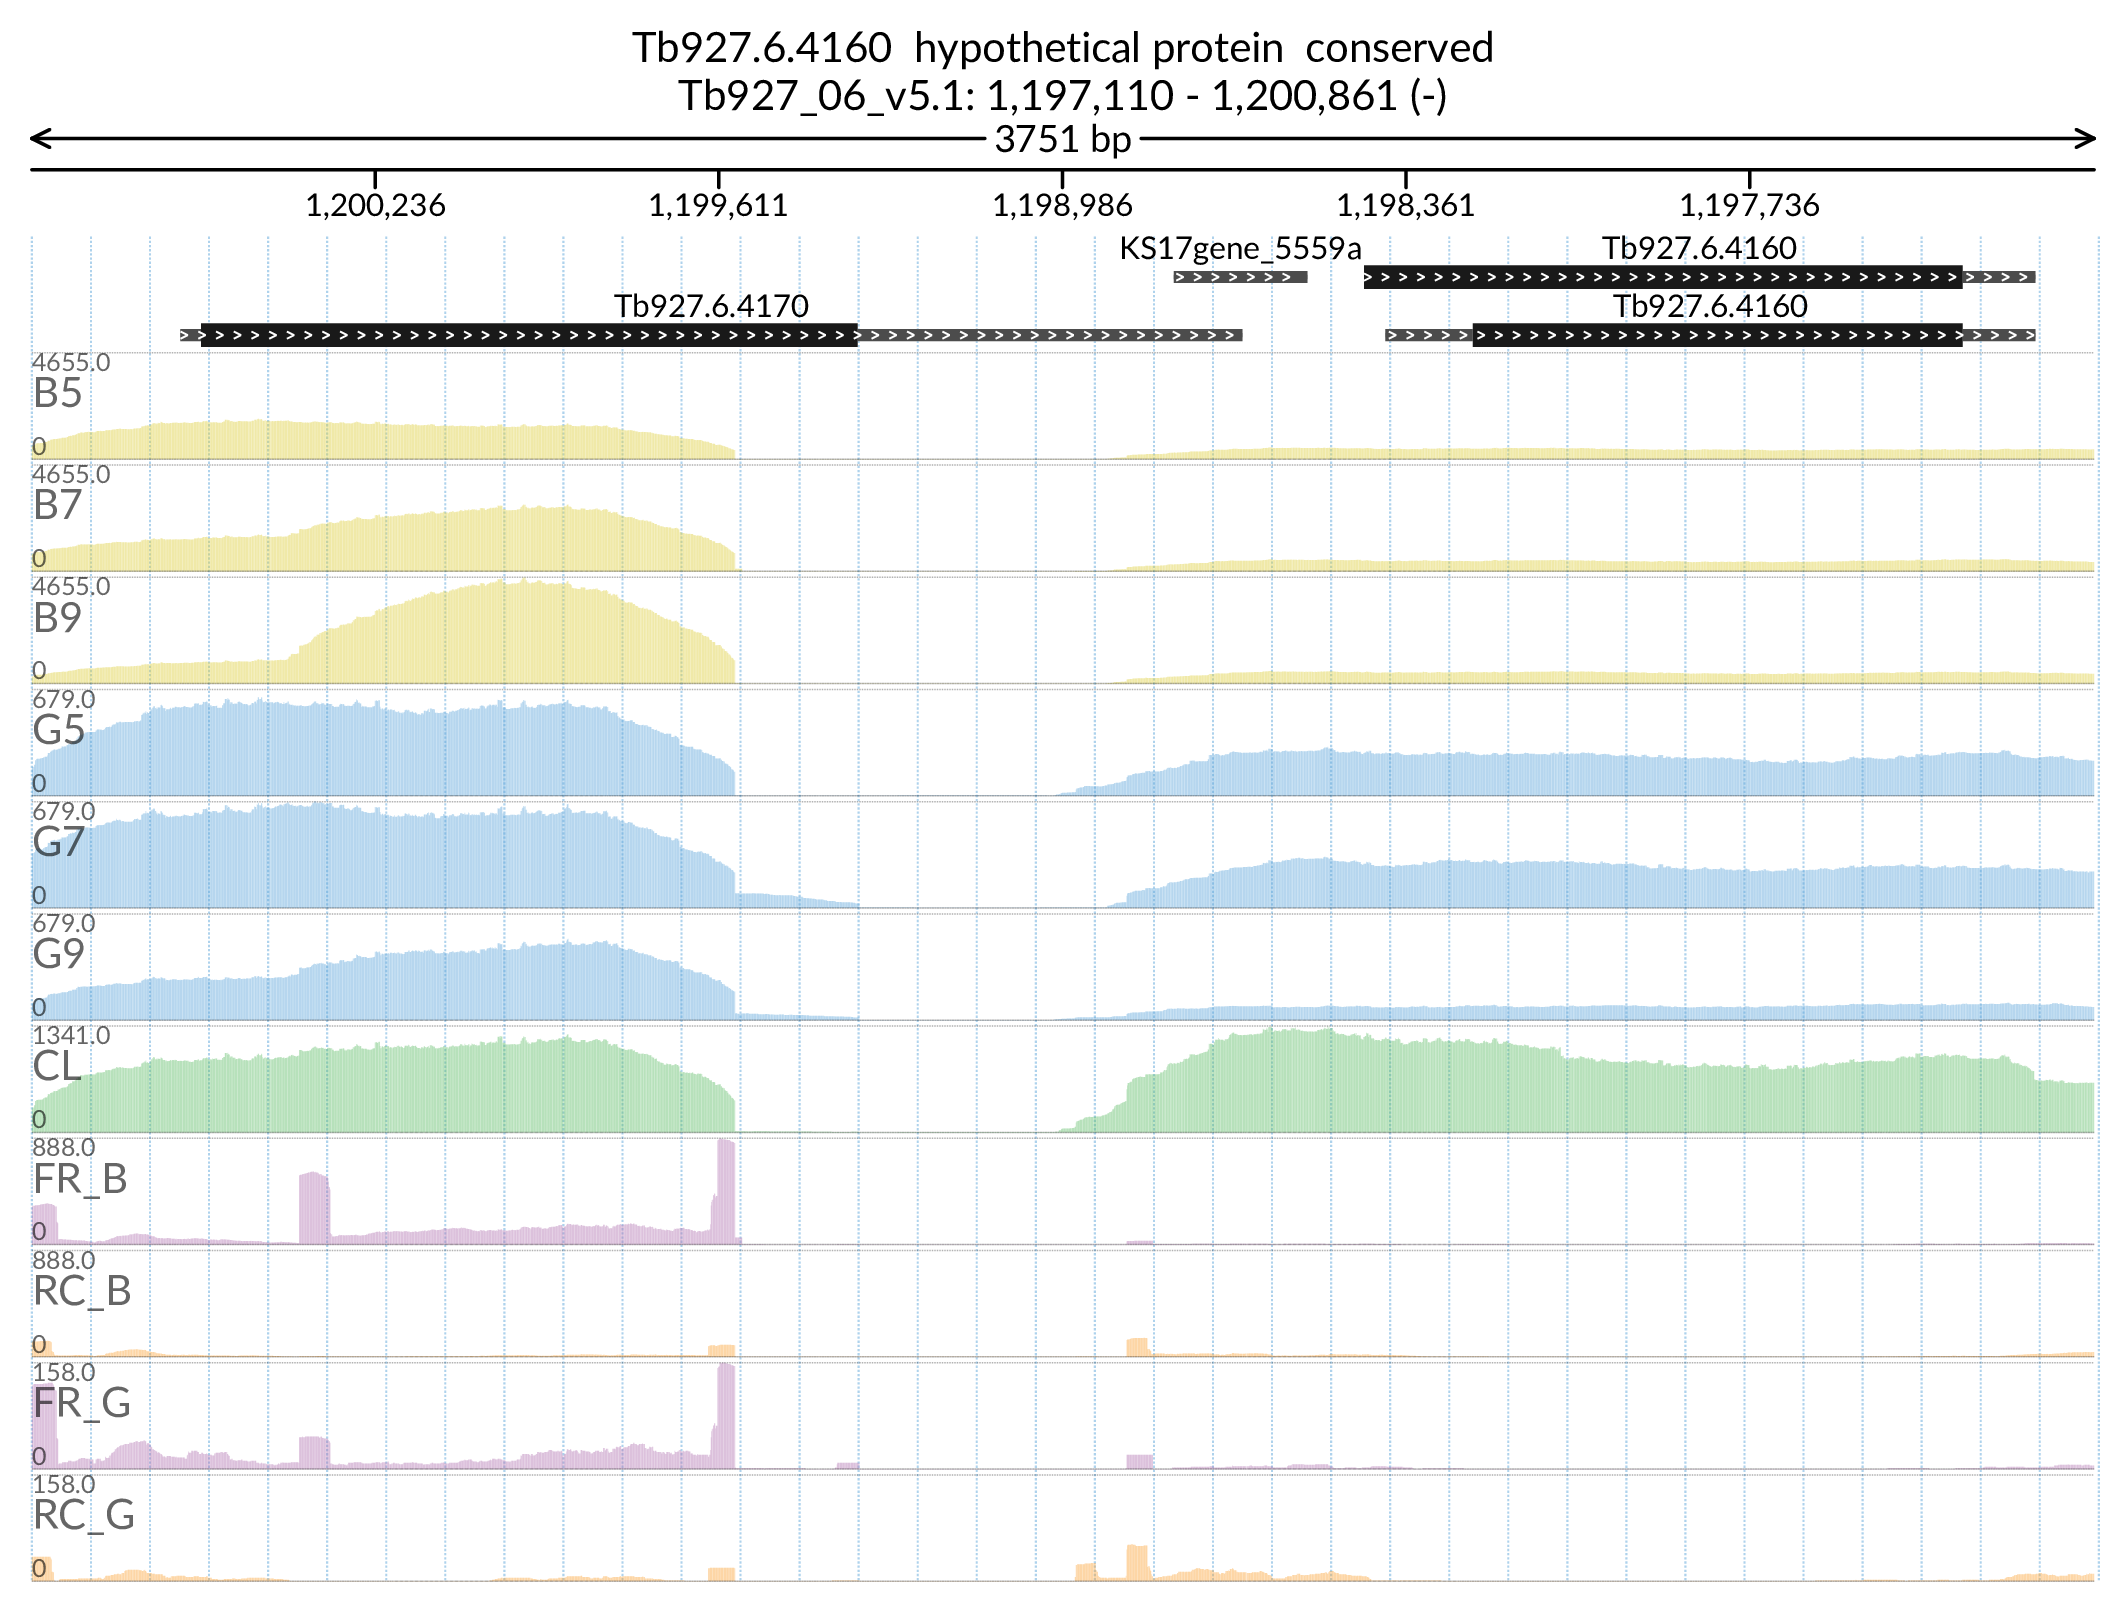 Tb927.6.4160  hypothetical protein  conserved
Tb927_06_v5.1: 1,197,110 - 1,200,861 (-)
3751 bp
1,200,236 1,199,611 1,198,986 1,198,361 1,197,736
KS17gene_5559a Tb927.6.4160
Tb927.6.4170 Tb927.6.4160
4655.0
B5
0
4655.0
B7
0
4655.0
B9
0
679.0
G5
0
679.0
G7
0
679.0
G9
0
1341.0
CL
0
888.0
FR_B
0
888.0
RC_B
0
158.0
FR_G
0
158.0
RC_G
0